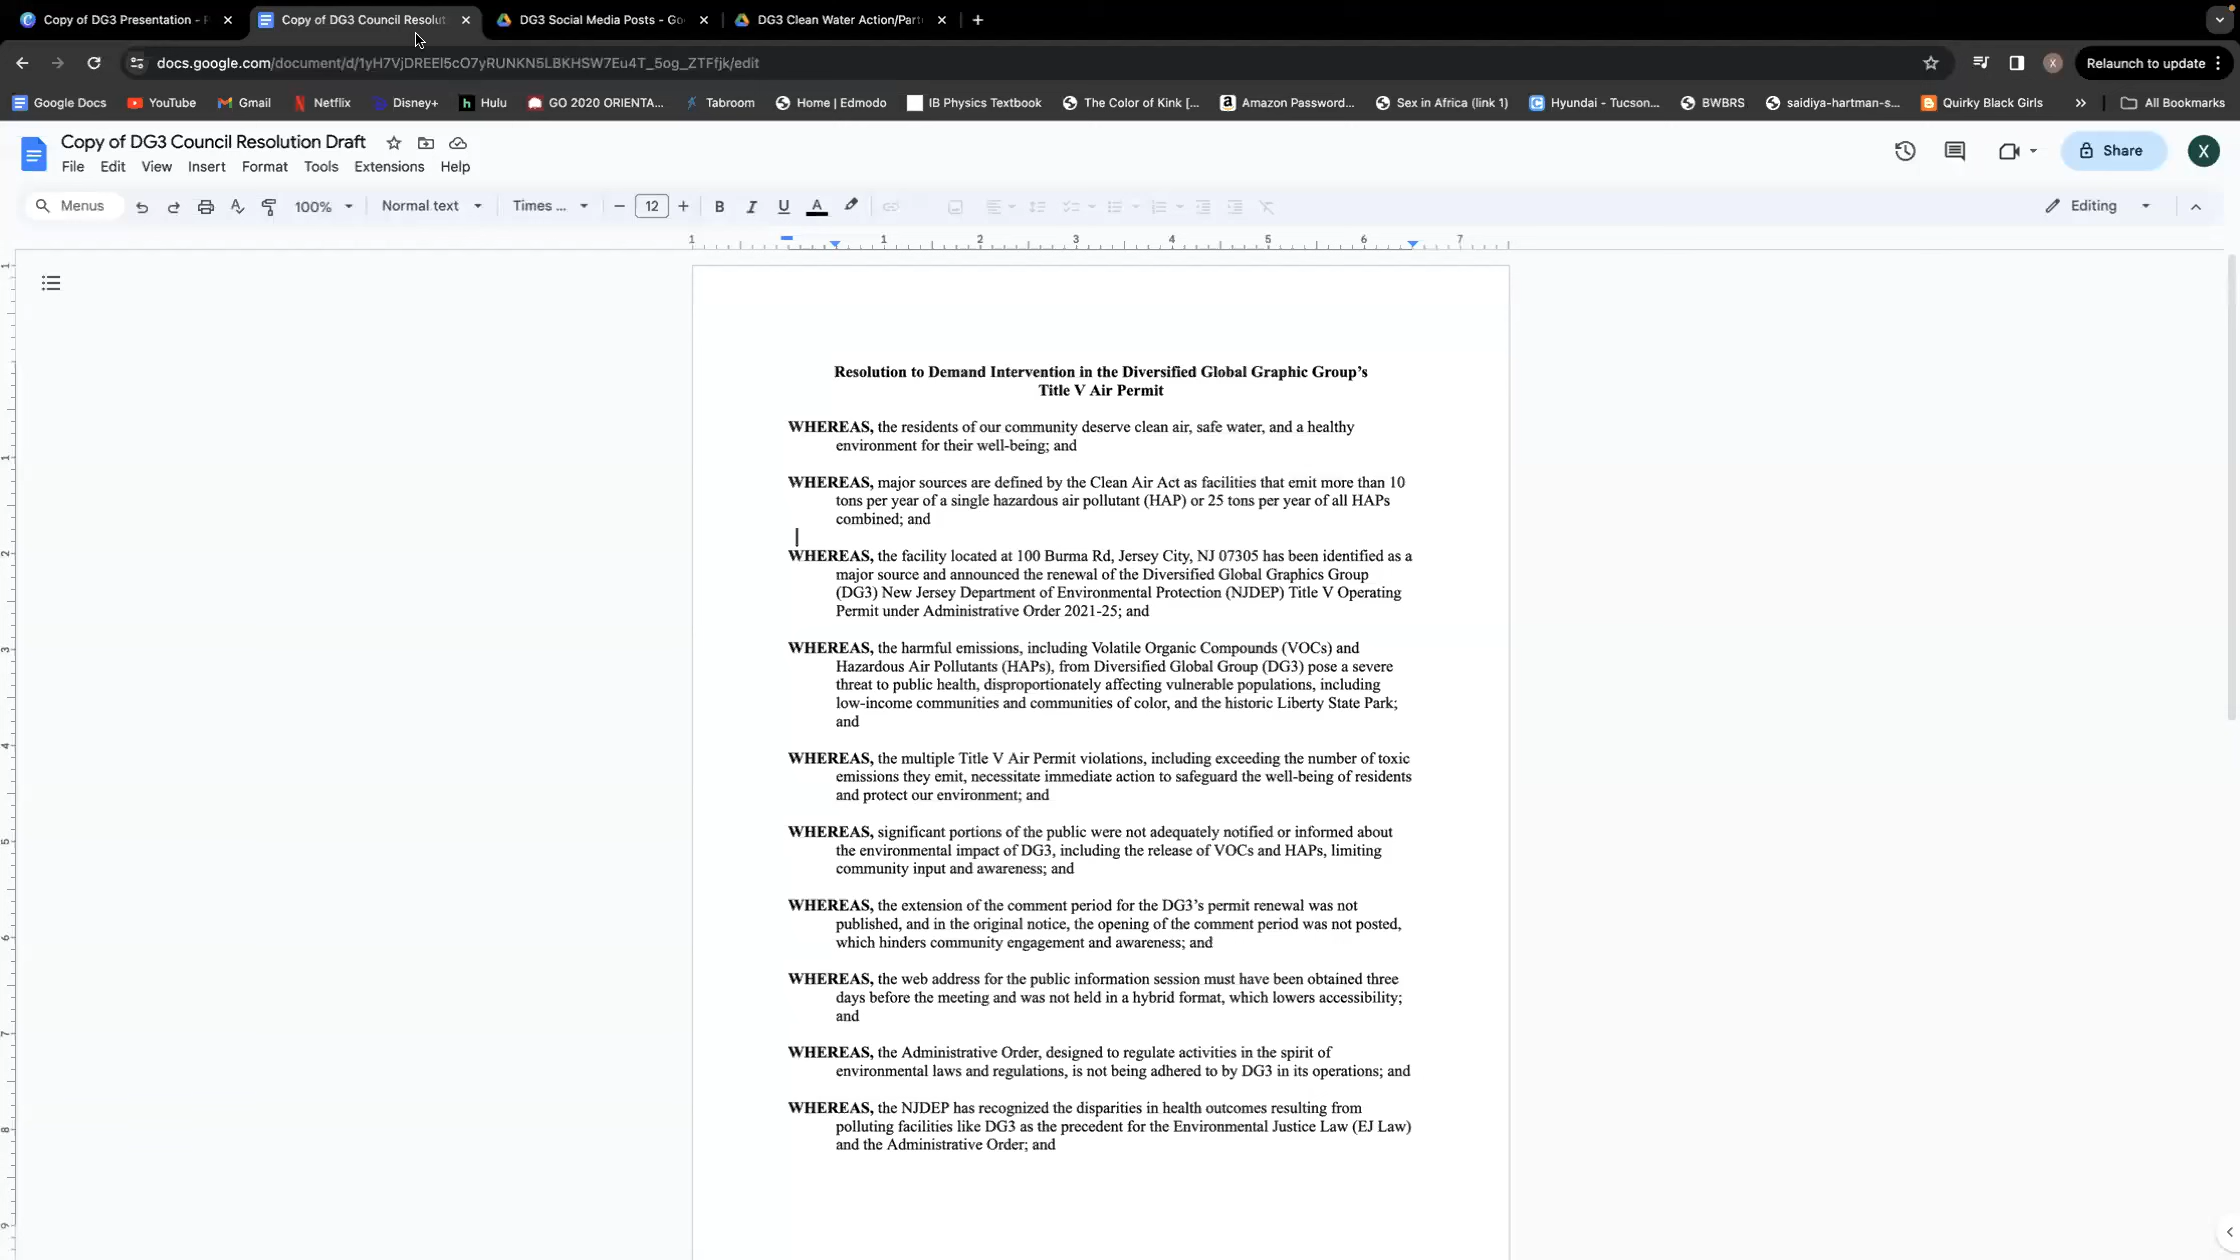 Copy of DG3 Presentation - P
Copy of DG3 Council Resolut
DG3 Social Media Posts - Go
DG3 Clean Water Action/Part
docs.google.com/document/d/1yH7VjDREEl5cO7yRUNKN5LBKHSW7Eu4T_5og_ZTFfjk/edit
Relaunch to update
Google Docs YouTube Gmail Netflix Disney+ Hulu GO 2020 ORIENTA... Tabroom Home | Edmodo IB Physics Textbook The Color of Kink [... Amazon Password... Sex in Africa (link 1) Hyundai - Tucson... BWBRS saidiya-hartman-s... Quirky Black Girls » All Bookmarks
Copy of DG3 Council Resolution Draft
File Edit View Insert Format Tools Extensions Help
Share
X
Menus 100% Normal text Times ... 12 B I U A Editing
1 1 2 3 4 5 6 7
Resolution to Demand Intervention in the Diversified Global Graphic Group's
Title V Air Permit
WHEREAS, the residents of our community deserve clean air, safe water, and a healthy
environment for their well-being; and
WHEREAS, major sources are defined by the Clean Air Act as facilities that emit more than 10
tons per year of a single hazardous air pollutant (HAP) or 25 tons per year of all HAPs
combined; and
WHEREAS, the facility located at 100 Burma Rd, Jersey City, NJ 07305 has been identified as a
major source and announced the renewal of the Diversified Global Graphics Group
(DG3) New Jersey Department of Environmental Protection (NJDEP) Title V Operating
Permit under Administrative Order 2021-25; and
WHEREAS, the harmful emissions, including Volatile Organic Compounds (VOCs) and
Hazardous Air Pollutants (HAPs), from Diversified Global Group (DG3) pose a severe
threat to public health, disproportionately affecting vulnerable populations, including
low-income communities and communities of color, and the historic Liberty State Park;
and
WHEREAS, the multiple Title V Air Permit violations, including exceeding the number of toxic
emissions they emit, necessitate immediate action to safeguard the well-being of residents
and protect our environment; and
WHEREAS, significant portions of the public were not adequately notified or informed about
the environmental impact of DG3, including the release of VOCs and HAPs, limiting
community input and awareness; and
WHEREAS, the extension of the comment period for the DG3's permit renewal was not
published, and in the original notice, the opening of the comment period was not posted,
which hinders community engagement and awareness; and
WHEREAS, the web address for the public information session must have been obtained three
days before the meeting and was not held in a hybrid format, which lowers accessibility;
and
WHEREAS, the Administrative Order, designed to regulate activities in the spirit of
environmental laws and regulations, is not being adhered to by DG3 in its operations; and
WHEREAS, the NJDEP has recognized the disparities in health outcomes resulting from
polluting facilities like DG3 as the precedent for the Environmental Justice Law (EJ Law)
and the Administrative Order; and